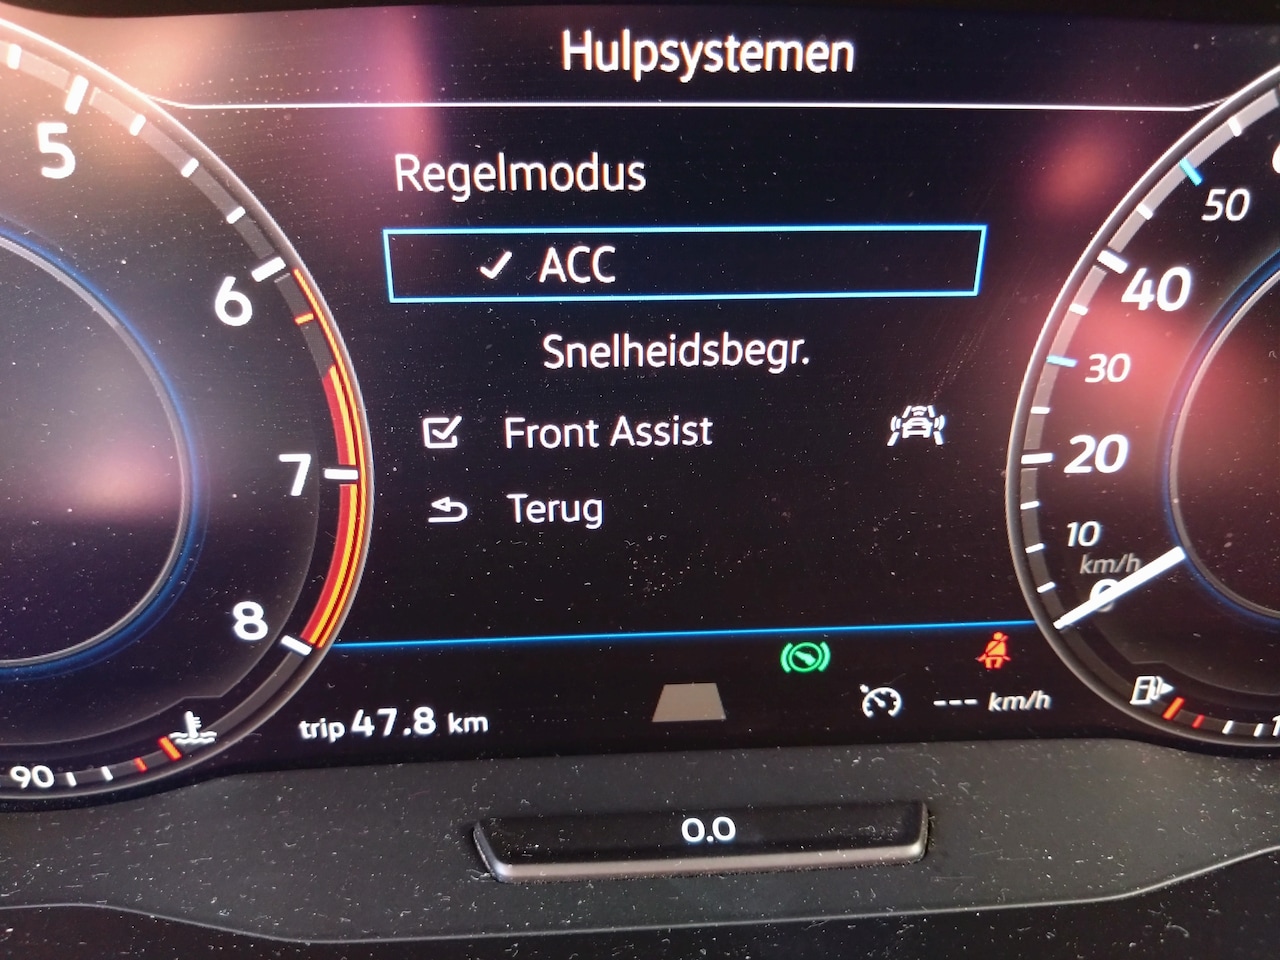 Hulpsystemen
Regelmodus
ACC
Snelheidsbegr.
Front Assist
Terug
5
6
7
8
90
50
40
30
20
10
km/h
0
trip 47.8 km
--- km/h
0.0